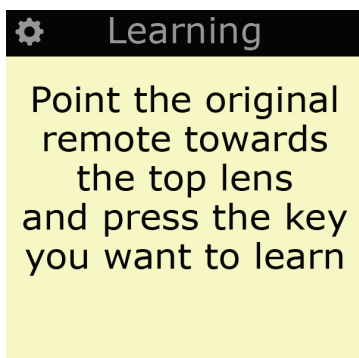 Learning
Point the original
remote towards
the top lens
and press the key
you want to learn